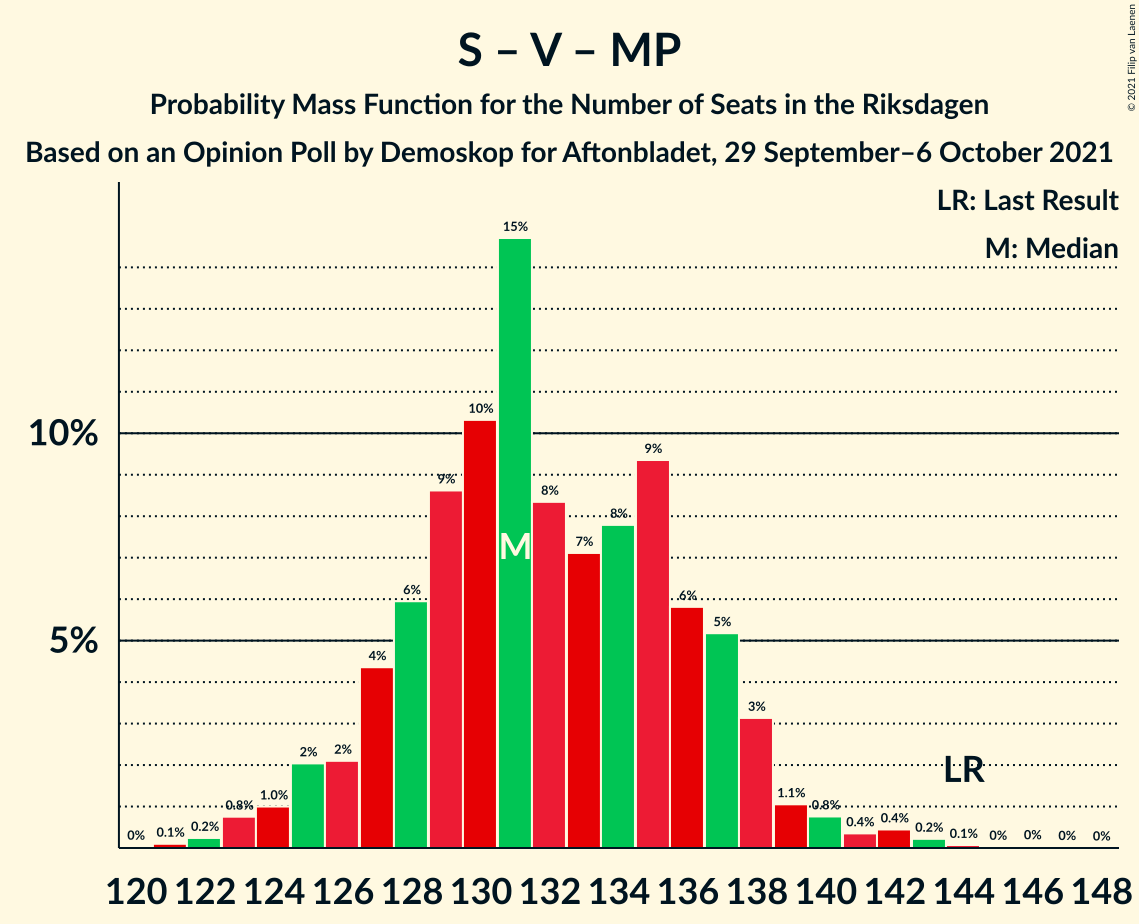 © 2021 Filip van Laenen
S – V – MP
Probability Mass Function for the Number of Seats in the Riksdagen
Based on an Opinion Poll by Demoskop for Aftonbladet, 29 September–6 October 2021
LR: Last Result
M: Median
15%
10%
10%
9%
9%
8%
8%
7%
M
6%
6%
5%
5%
4%
3%
2%
2%
LR
1.1%
1.0%
0.8%
0.8%
0.4%
0.4%
0% 0.1% 0.2%
0.2% 0.1% 0% 0% 0% 0%
120 122 124 126 128 130 132 134 136 138 140 142 144 146 148